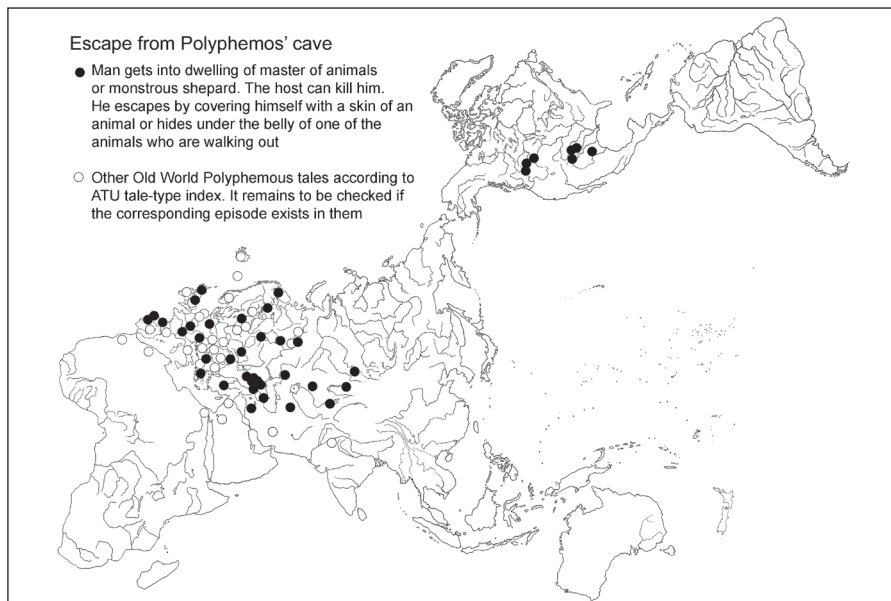 Escape from Polyphemos' cave
Man gets into dwelling of master of animals
or monstrous shepard. The host can kill him.
He escapes by covering himself with a skin of an
animal or hides under the belly of one of the
animals who are walking out
Other Old World Polyphemous tales according to
ATU tale-type index. It remains to be checked if
the corresponding episode exists in them